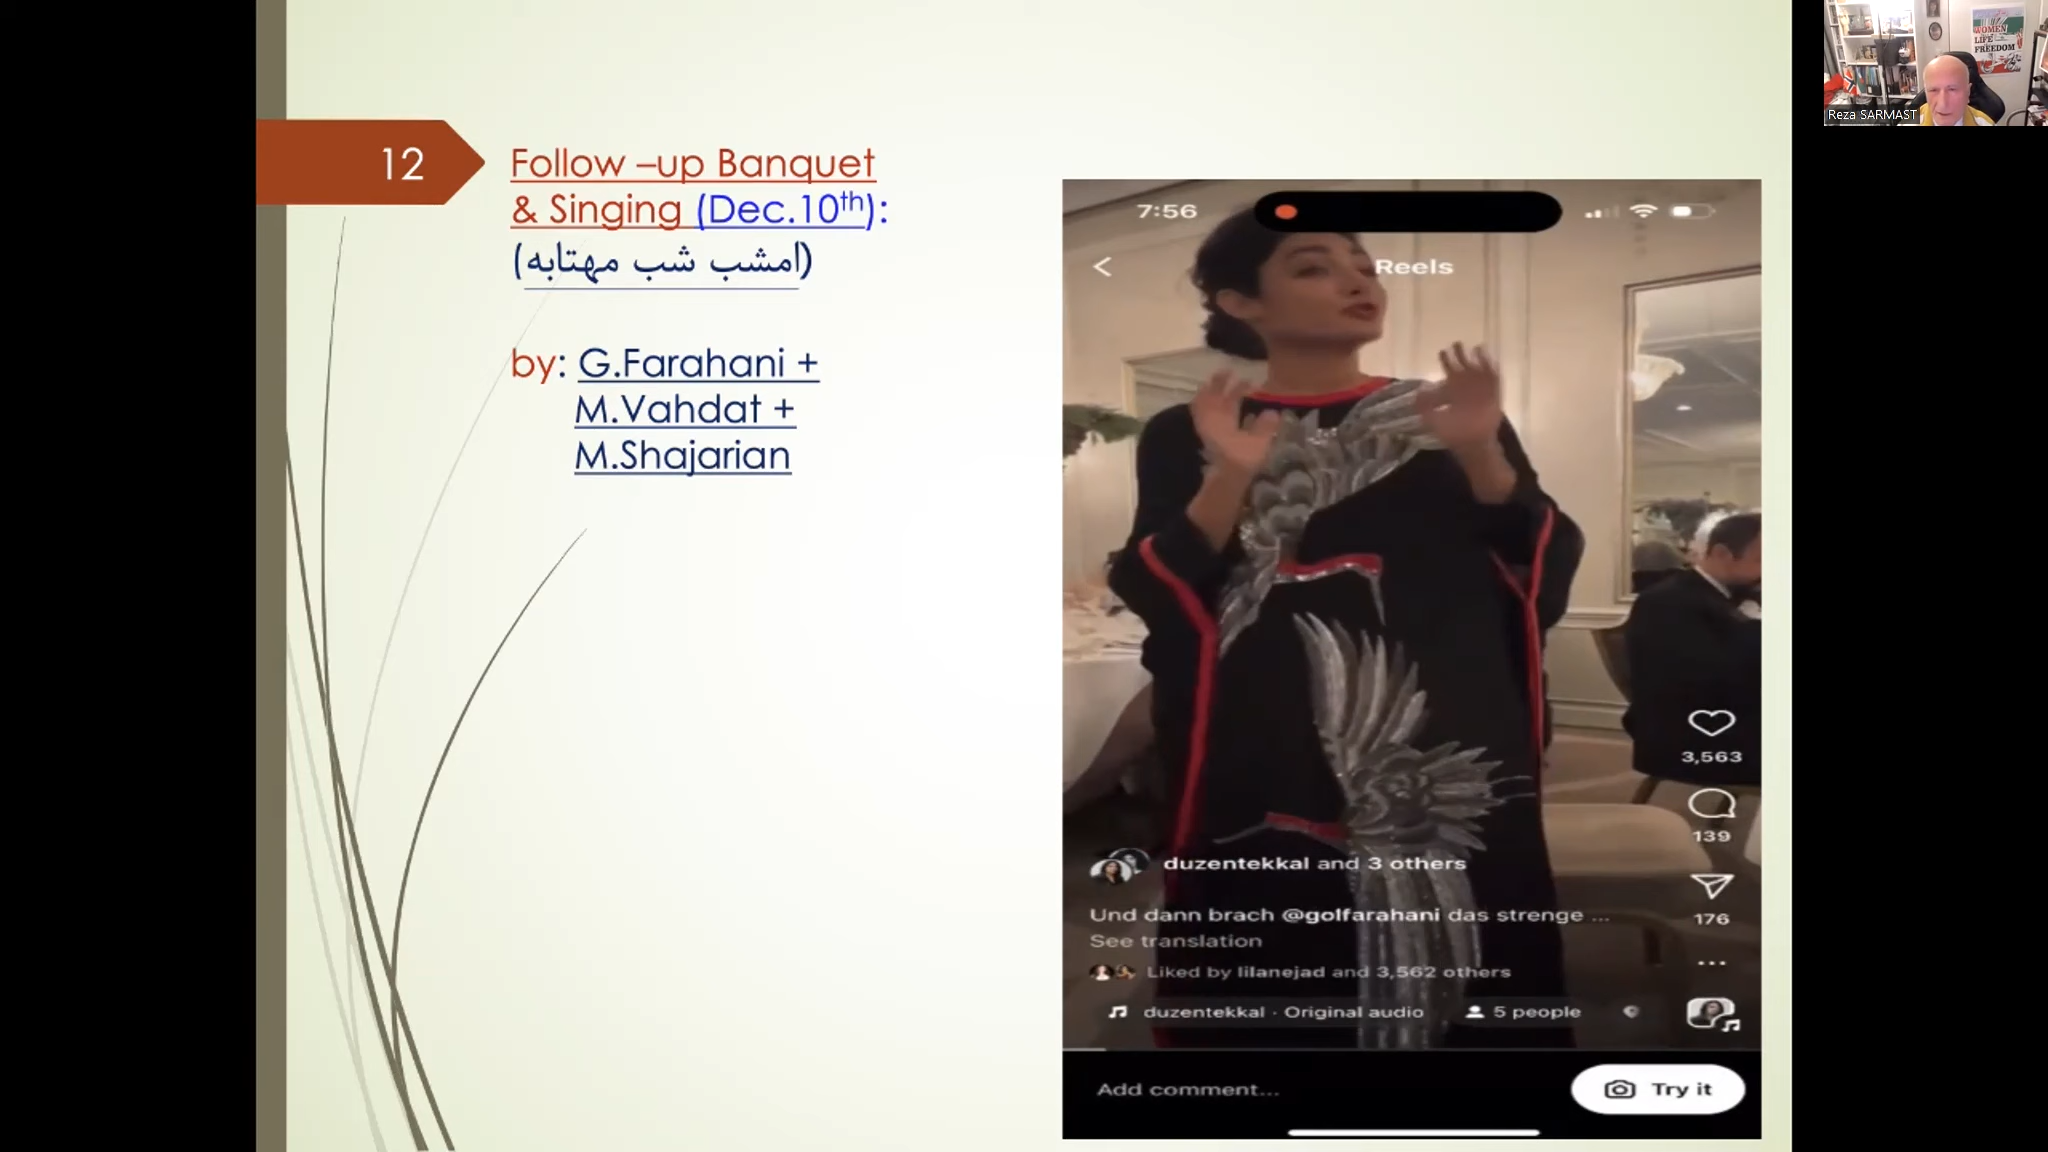 12
Follow –up Banquet
& Singing (Dec.10th):
(امشب شب مهتابه)
by: G.Farahani +
M.Vahdat +
M.Shajarian
7:56
Reels
3,563
139
176
duzentekkal and 3 others
Und dann brach @golfarahani das strenge ...
See translation
Liked by lilanejad and 3,562 others
duzentekkal · Original audio
5 people
Add comment...
Try it
WOMEN
LIFE
FREEDOM
Reza SARMAST